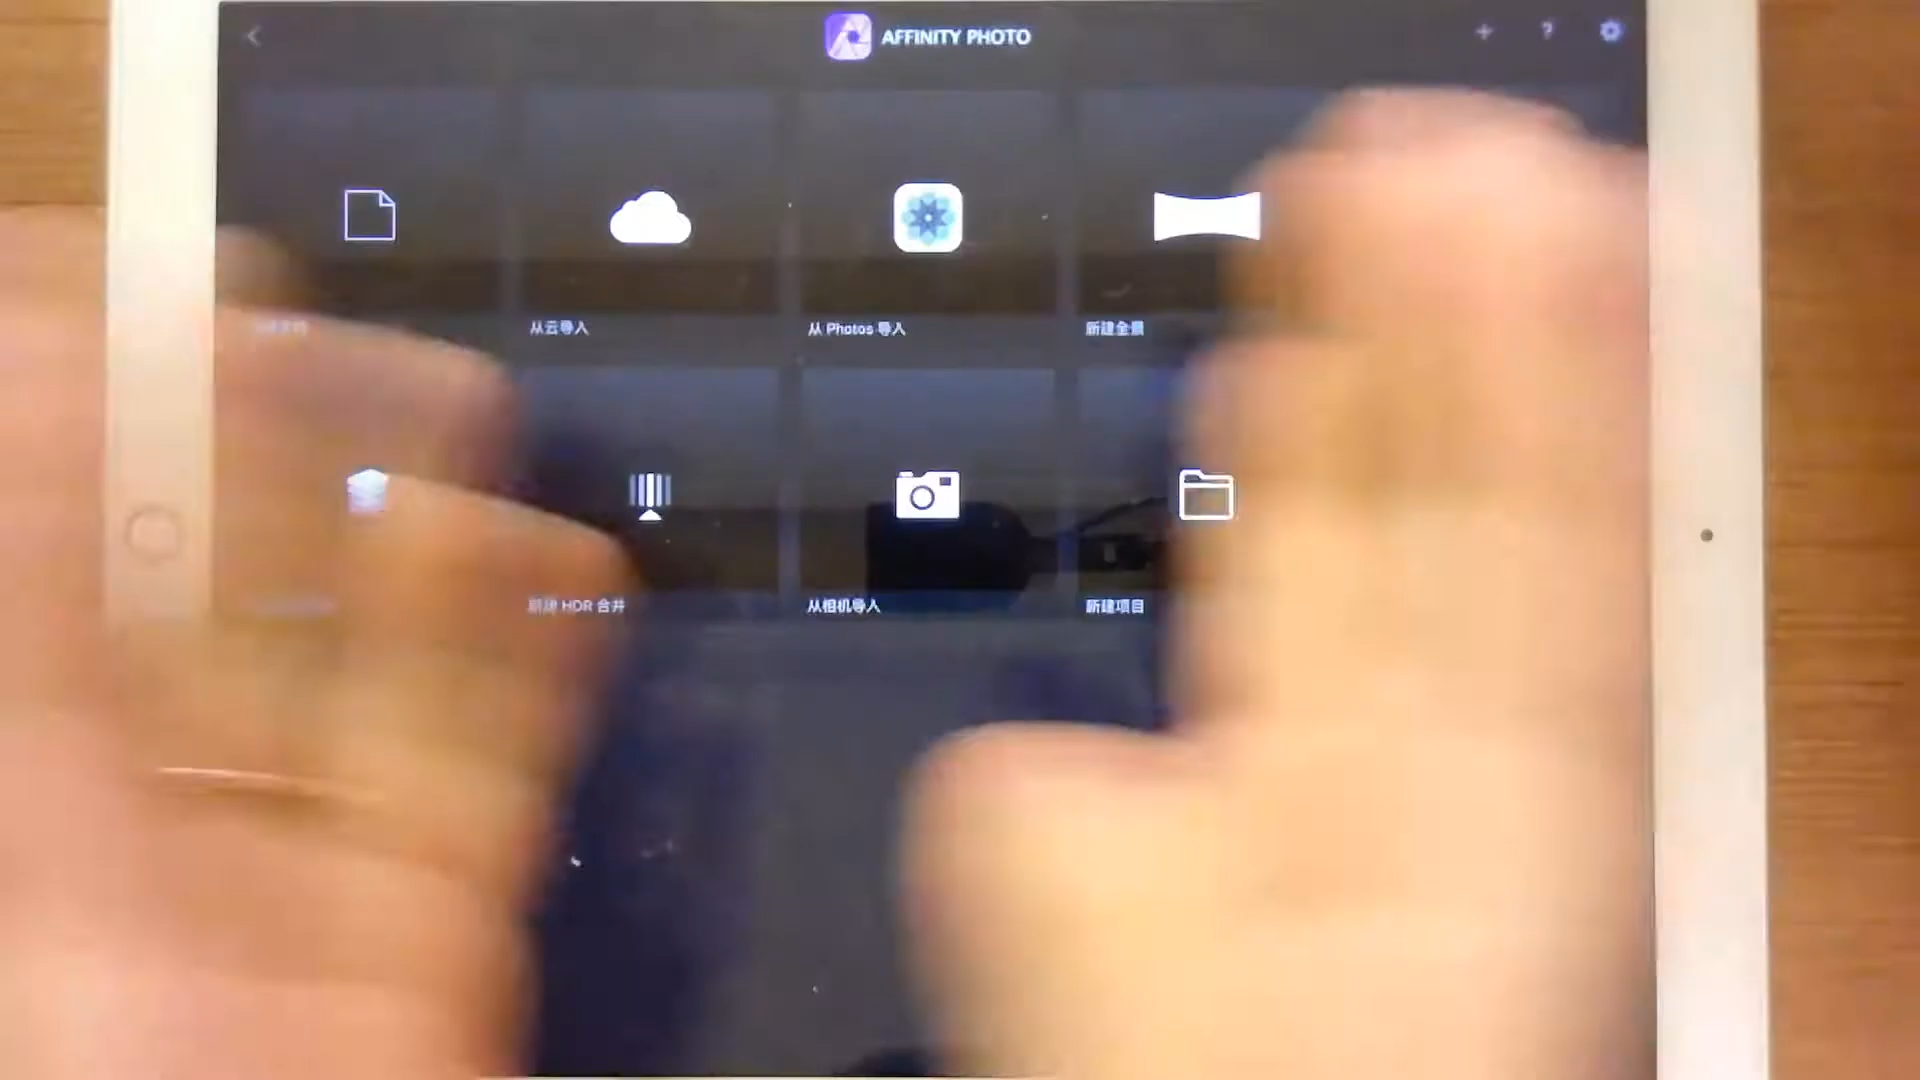 AFFINITY PHOTO
?
从云导入
从 Photos 导入
新建全景
新建 HDR 合并
从相机导入
新建项目